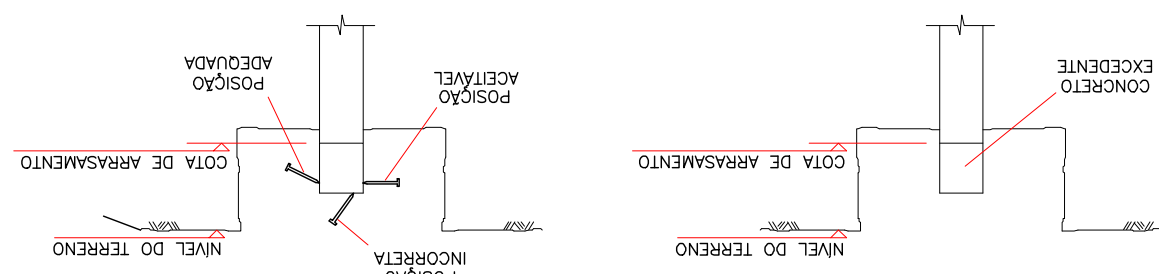 NÍVEL DO TERRENO
COTA DE ARRASAMENTO
CONCRETO
EXCEDENTE
POSIÇÃO
INCORRETA
NÍVEL DO TERRENO
COTA DE ARRASAMENTO
POSIÇÃO
ACEITÁVEL
POSIÇÃO
ADEQUADA